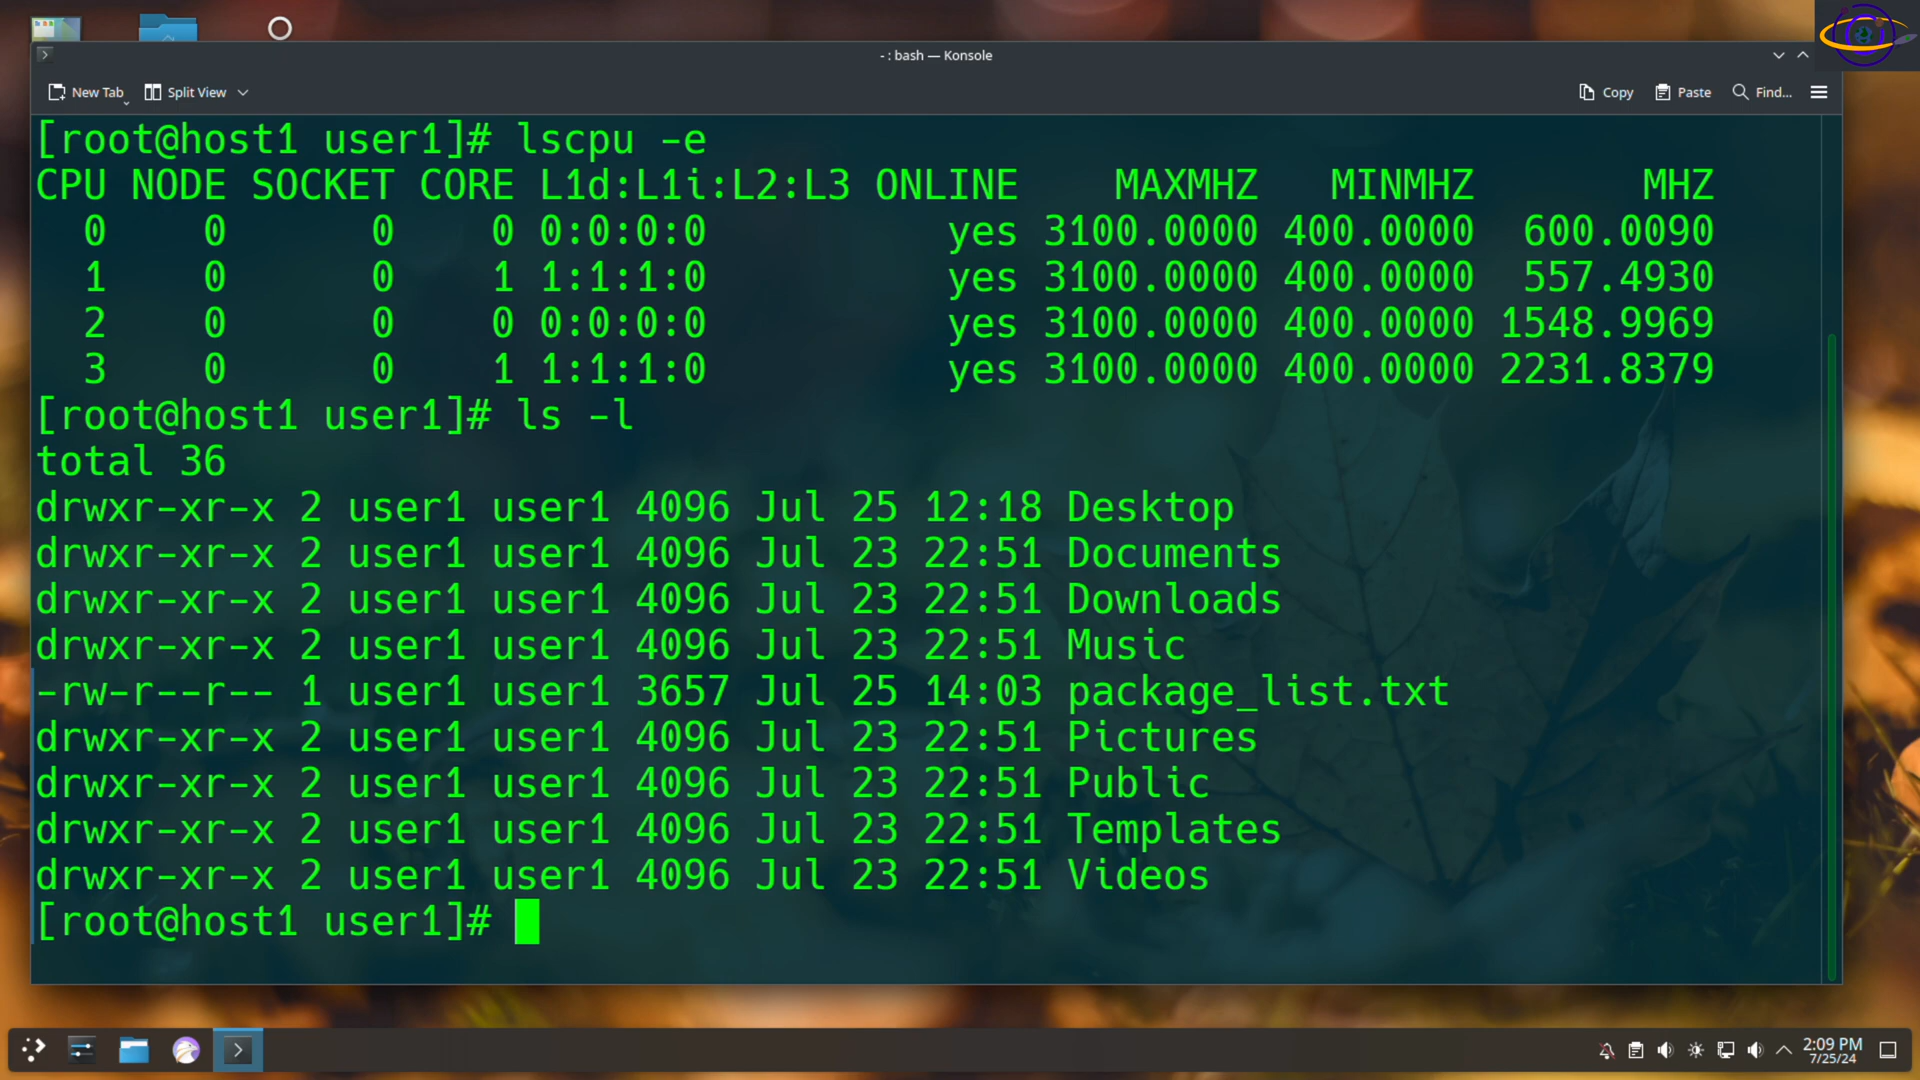 - : bash — Konsole
New Tab Split View Copy Paste Find...
[root@host1 user1]# lscpu -e
CPU NODE SOCKET CORE L1d:L1i:L2:L3 ONLINE    MAXMHZ   MINMHZ       MHZ
  0    0      0    0 0:0:0:0          yes 3100.0000 400.0000  600.0090
  1    0      0    1 1:1:1:0          yes 3100.0000 400.0000  557.4930
  2    0      0    0 0:0:0:0          yes 3100.0000 400.0000 1548.9969
  3    0      0    1 1:1:1:0          yes 3100.0000 400.0000 2231.8379
[root@host1 user1]# ls -l
total 36
drwxr-xr-x 2 user1 user1 4096 Jul 25 12:18 Desktop
drwxr-xr-x 2 user1 user1 4096 Jul 23 22:51 Documents
drwxr-xr-x 2 user1 user1 4096 Jul 23 22:51 Downloads
drwxr-xr-x 2 user1 user1 4096 Jul 23 22:51 Music
-rw-r--r-- 1 user1 user1 3657 Jul 25 14:03 package_list.txt
drwxr-xr-x 2 user1 user1 4096 Jul 23 22:51 Pictures
drwxr-xr-x 2 user1 user1 4096 Jul 23 22:51 Public
drwxr-xr-x 2 user1 user1 4096 Jul 23 22:51 Templates
drwxr-xr-x 2 user1 user1 4096 Jul 23 22:51 Videos
[root@host1 user1]#
2:09 PM
7/25/24